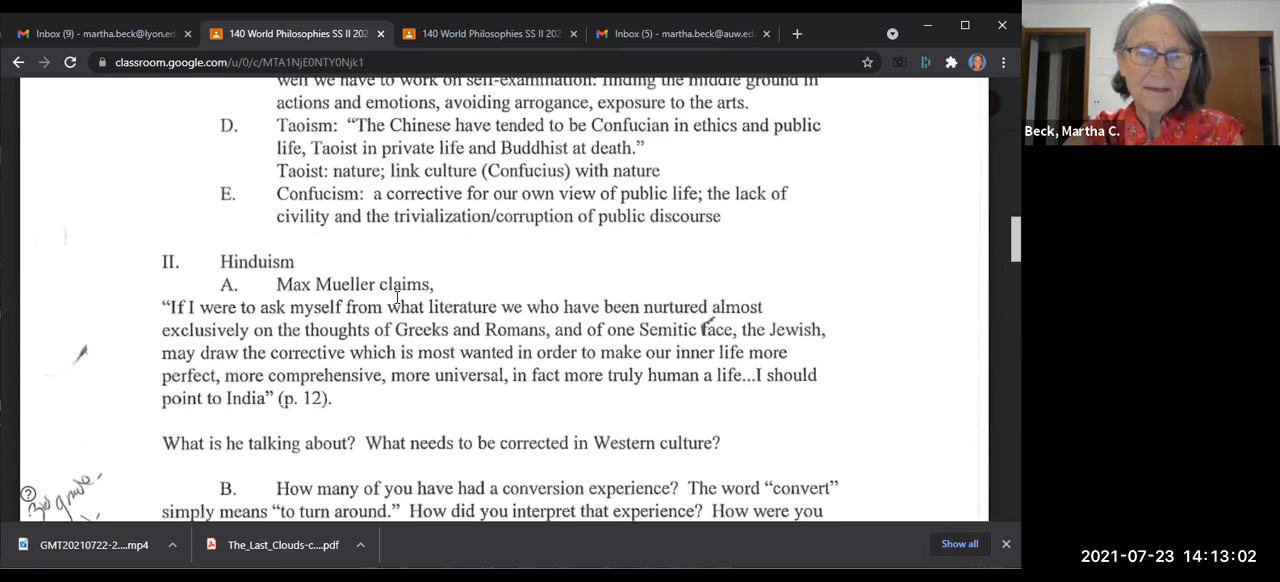 Inbox (9) - martha.beck@lyon.ed
140 World Philosophies SS II 202
140 World Philosophies SS II 202
Inbox (5) - martha.beck@auw.ed
classroom.google.com/u/0/c/MTA1NjE0NTY0Njk1
well we have to work on self-examination: finding the middle ground in
actions and emotions, avoiding arrogance, exposure to the arts.
D. Taoism: “The Chinese have tended to be Confucian in ethics and public
life, Taoist in private life and Buddhist at death.”
Taoist: nature; link culture (Confucius) with nature
E. Confucism: a corrective for our own view of public life; the lack of
civility and the trivialization/corruption of public discourse
II. Hinduism
A. Max Mueller claims,
“If I were to ask myself from what literature we who have been nurtured almost
exclusively on the thoughts of Greeks and Romans, and of one Semitic face, the Jewish,
may draw the corrective which is most wanted in order to make our inner life more
perfect, more comprehensive, more universal, in fact more truly human a life...I should
point to India” (p. 12).
What is he talking about? What needs to be corrected in Western culture?
B. How many of you have had a conversion experience? The word “convert”
simply means “to turn around.” How did you interpret that experience? How were you
GMT20210722-2....mp4
The_Last_Clouds-c....pdf
Show all
Beck, Martha C.
2021-07-23 14:13:02